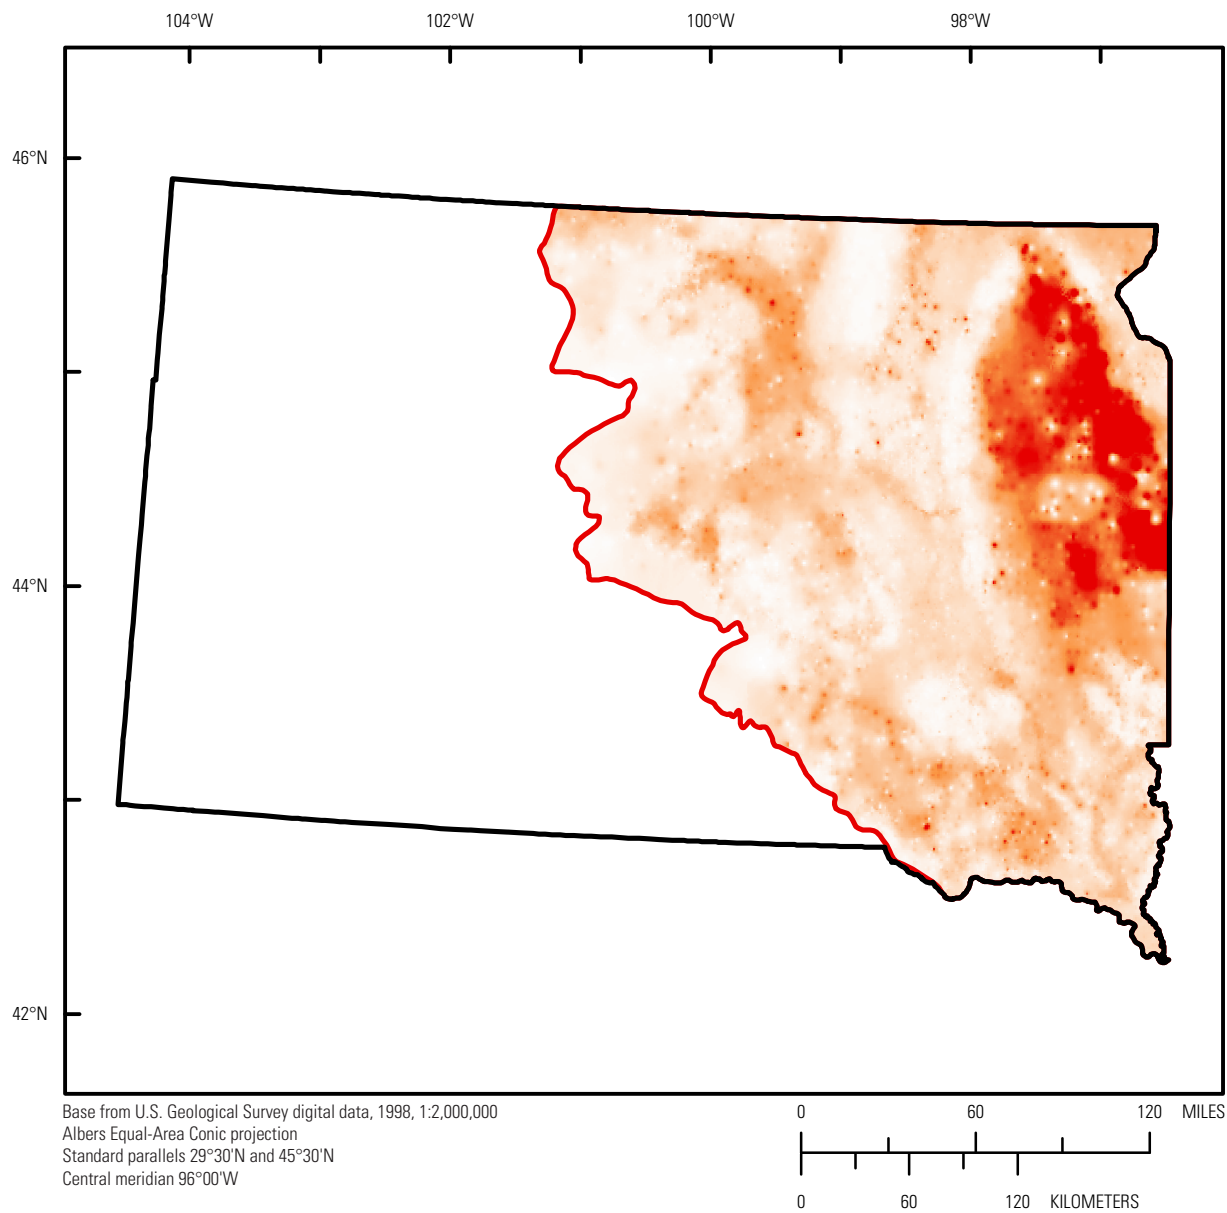 104°W 102°W 100°W 98°W
46°N
44°N
42°N
Base from U.S. Geological Survey digital data, 1998, 1:2,000,000
Albers Equal-Area Conic projection
Standard parallels 29°30'N and 45°30'N
Central meridian 96°00'W
0 60 120 MILES
0 60 120 KILOMETERS